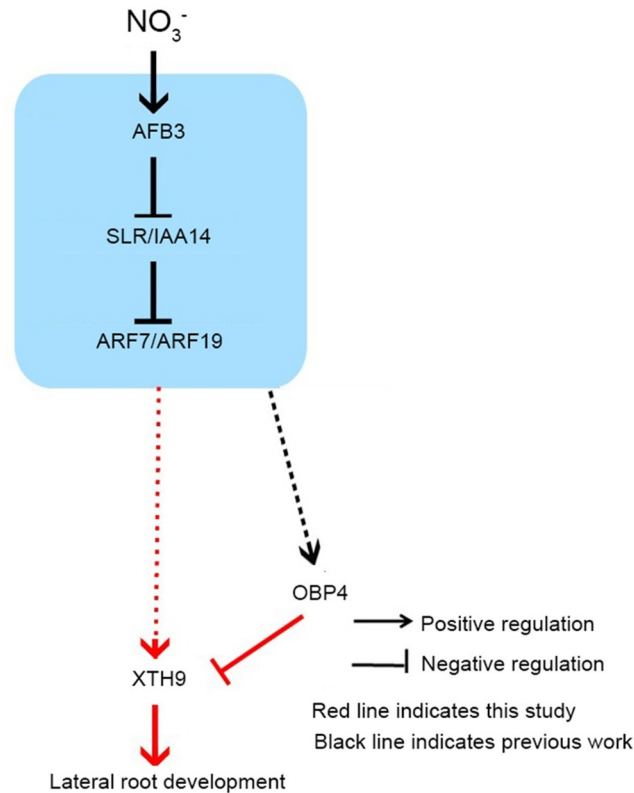 NO3-
AFB3
SLR/IAA14
ARF7/ARF19
OBP4
Positive regulation
Negative regulation
XTH9
Red line indicates this study
Black line indicates previous work
Lateral root development